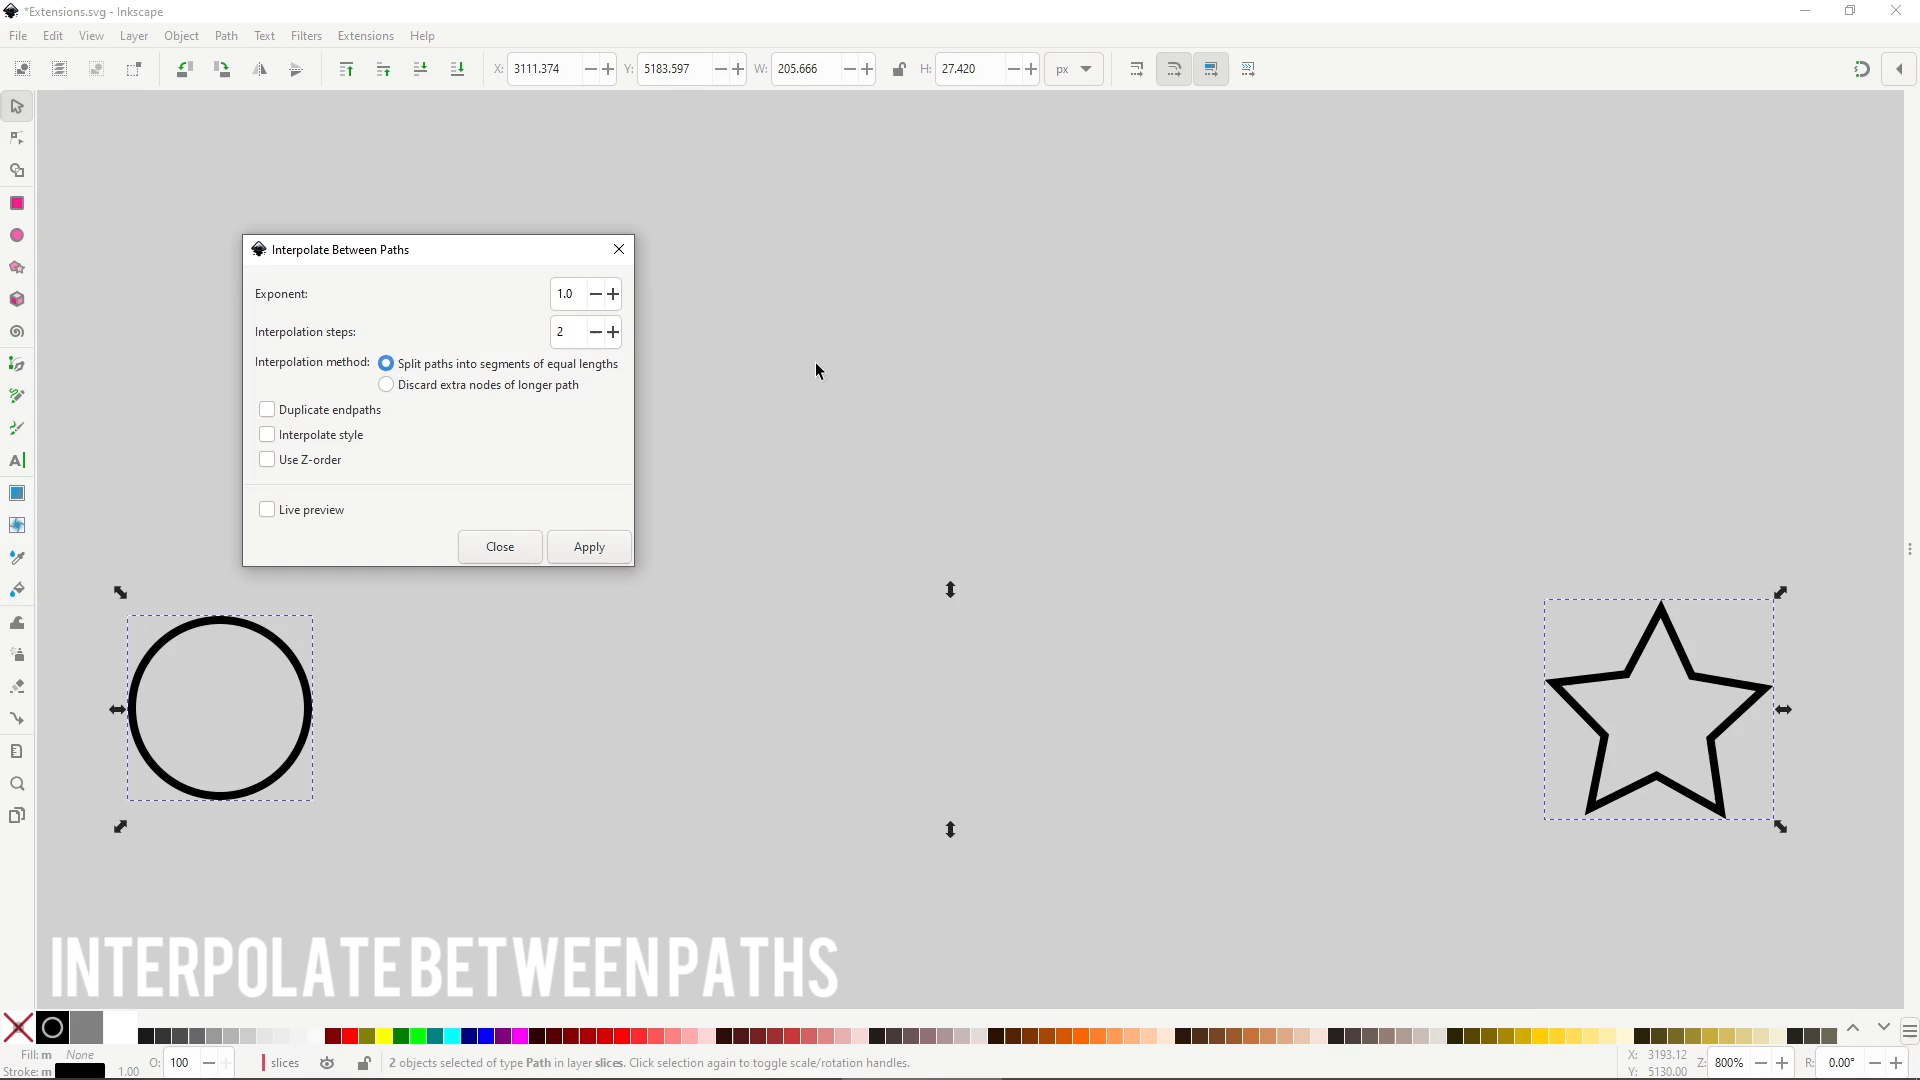 *Extensions.svg - Inkscape
File Edit View Layer Object Path Text Filters Extensions Help
X: 3111.374 Y: 5183.597 W: 205.666 H: 27.420 px
Interpolate Between Paths
Exponent: 1.0
Interpolation steps: 2
Interpolation method: Split paths into segments of equal lengths
Discard extra nodes of longer path
Duplicate endpaths
Interpolate style
Use Z-order
Live preview
Close Apply
INTERPOLATE BETWEEN PATHS
Fill: m None O: 100 slices 2 objects selected of type Path in layer slices. Click selection again to toggle scale/rotation handles. X: 3193.12 Z: 800% R: 0.00°
Stroke: m 1.00 Y: 5130.00